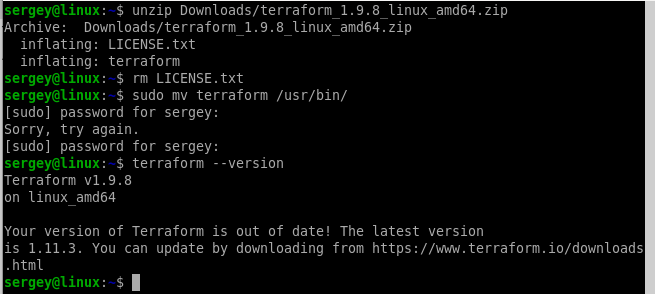 sergey@linux:~$ unzip Downloads/terraform_1.9.8_linux_amd64.zip
Archive:  Downloads/terraform_1.9.8_linux_amd64.zip
  inflating: LICENSE.txt
  inflating: terraform
sergey@linux:~$ rm LICENSE.txt
sergey@linux:~$ sudo mv terraform /usr/bin/
[sudo] password for sergey:
Sorry, try again.
[sudo] password for sergey:
sergey@linux:~$ terraform --version
Terraform v1.9.8
on linux_amd64

Your version of Terraform is out of date! The latest version
is 1.11.3. You can update by downloading from https://www.terraform.io/downloads
.html
sergey@linux:~$